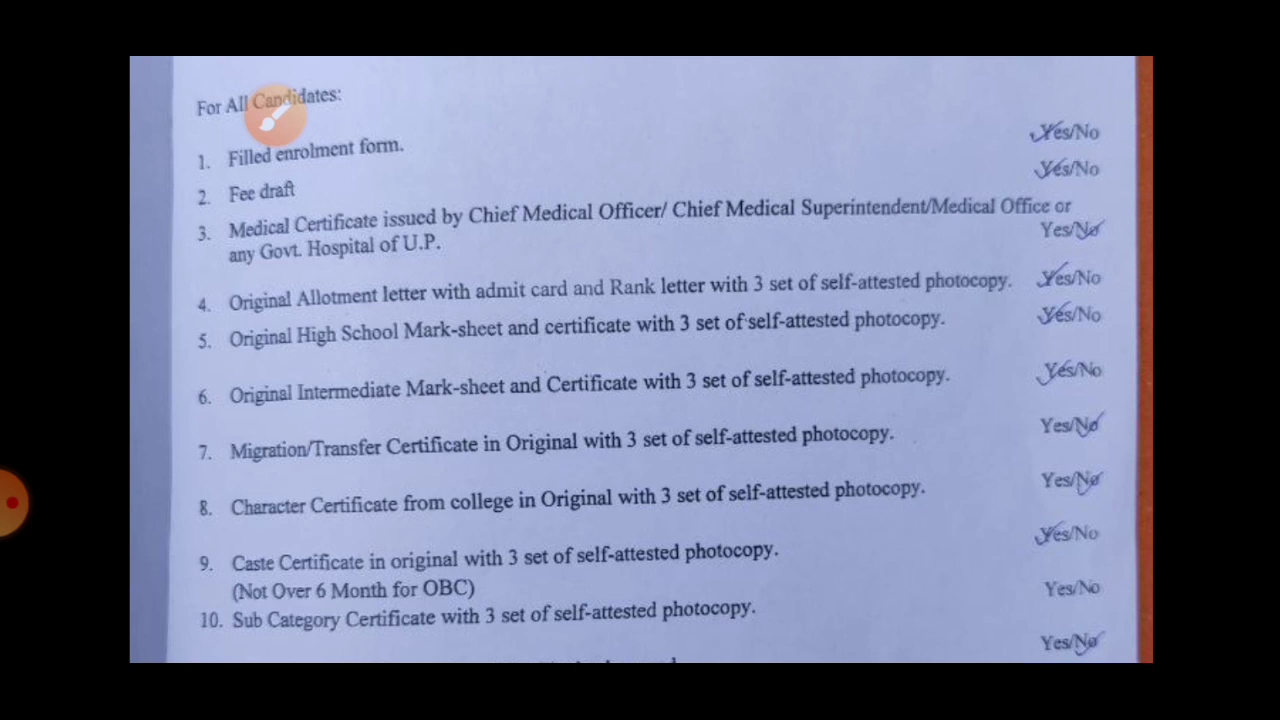 For All Candidates:
1. Filled enrolment form. Yes/No
2. Fee draft Yes/No
3. Medical Certificate issued by Chief Medical Officer/ Chief Medical Superintendent/Medical Office or
any Govt. Hospital of U.P. Yes/No
4. Original Allotment letter with admit card and Rank letter with 3 set of self-attested photocopy. Yes/No
5. Original High School Mark-sheet and certificate with 3 set of self-attested photocopy. Yes/No
6. Original Intermediate Mark-sheet and Certificate with 3 set of self-attested photocopy. Yes/No
7. Migration/Transfer Certificate in Original with 3 set of self-attested photocopy. Yes/No
8. Character Certificate from college in Original with 3 set of self-attested photocopy. Yes/No
9. Caste Certificate in original with 3 set of self-attested photocopy. Yes/No
(Not Over 6 Month for OBC) Yes/No
10. Sub Category Certificate with 3 set of self-attested photocopy.
Yes/No